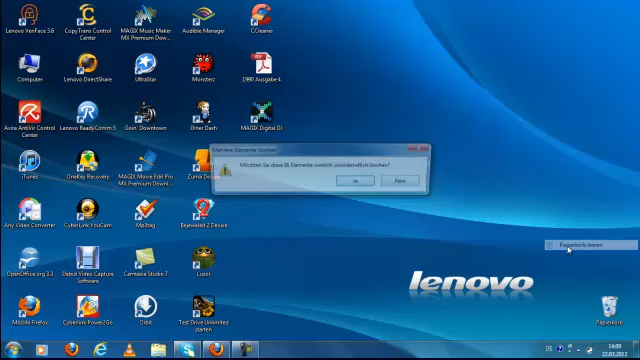 Lenovo VeriFace 3.6
CopyTrans Control
Center
MAGIX Music Maker
MX Premium Dow...
Audible Manager
CCleaner
Computer
Lenovo DirectShare
UltraStar
Monsterz
1990 Ausgabe 4
Avira AntiVir Control
Center
Lenovo ReadyComm 5
Goin' Downtown
Diner Dash
MAGIX Digital DJ
Mehrere Elemente löschen
Möchten Sie diese 58 Elemente wirklich unwiderruflich löschen?
Ja
Nein
iTunes
OneKey Recovery
MAGIX Movie Edit Pro
MX Premium Downl...
Zuma Deluxe
Any Video Converter
CyberLink YouCam
Mp3tag
Bejeweled 2 Deluxe
Papierkorb leeren
OpenOffice.org 3.3
Debut Video Capture
Software
Camtasia Studio 7
Luxor
lenovo
Mozilla Firefox
Cyberlink Power2Go
Orbit
Test Drive Unlimited
starten
Papierkorb
DE
14:09
22.03.2012